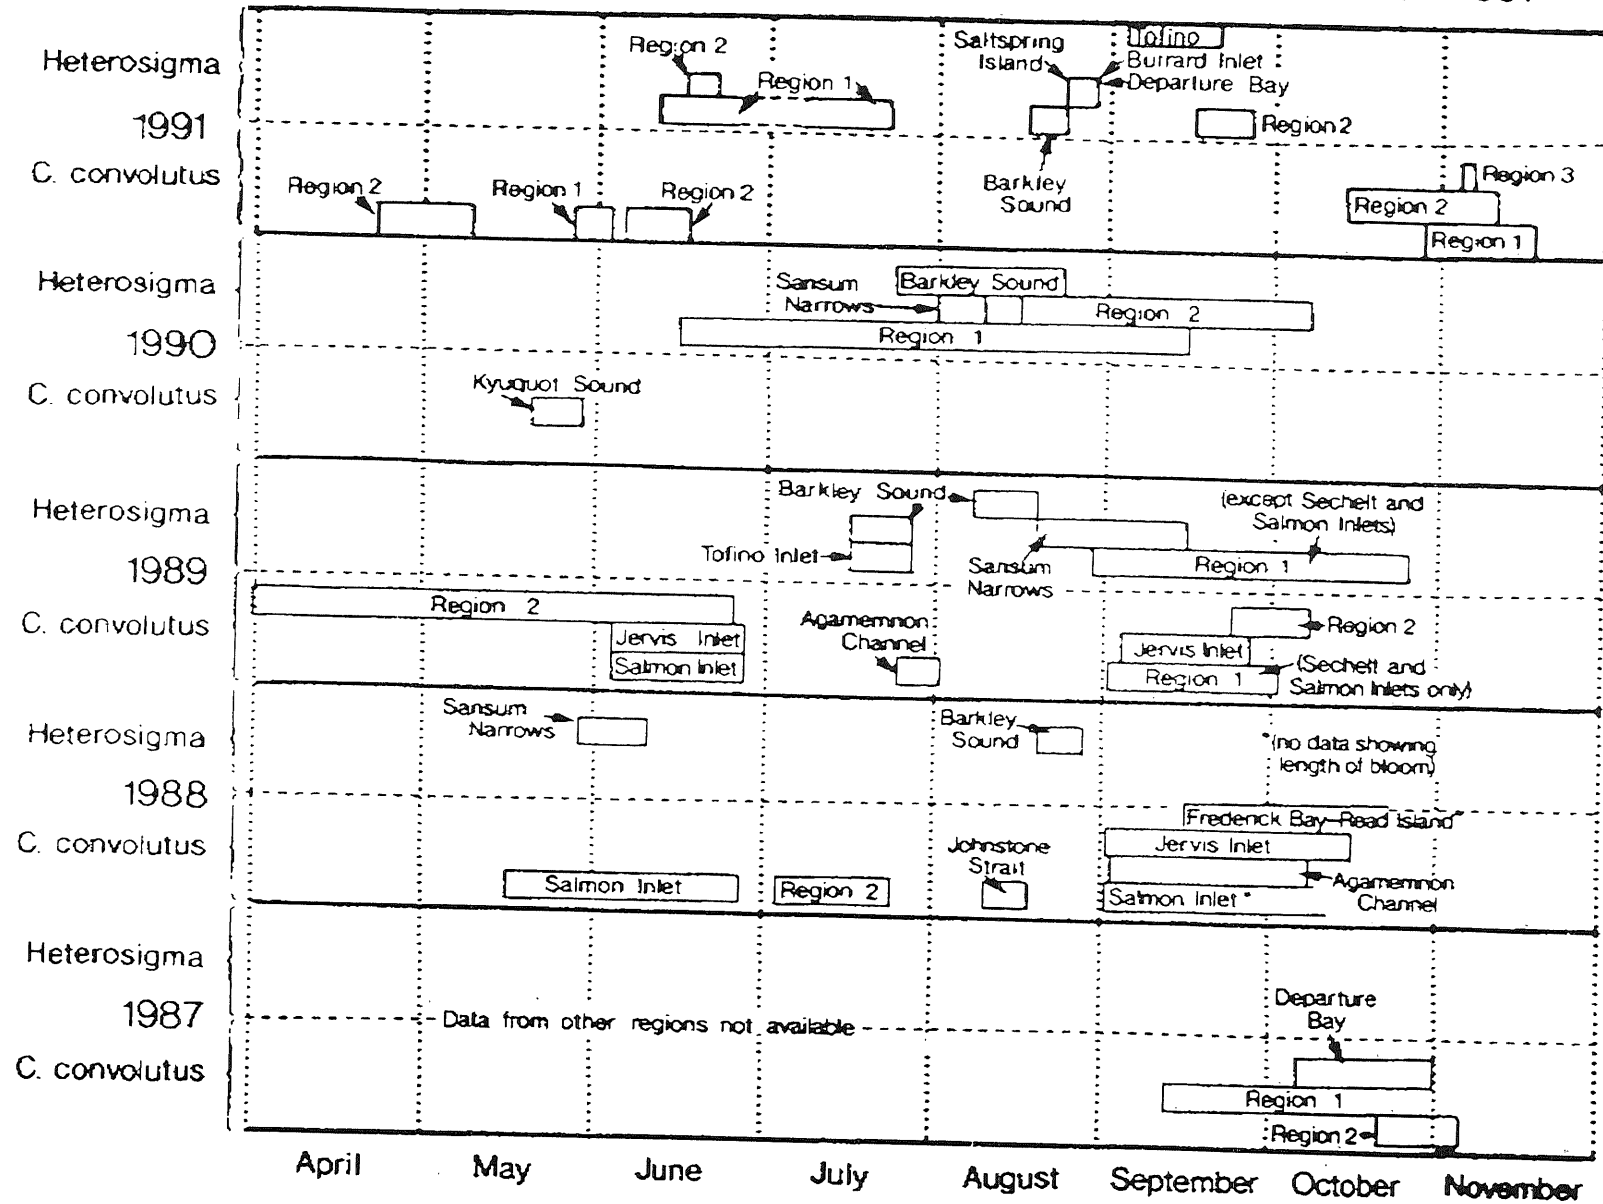 Heterosigma
1991
C. convolutus
Region 2
Region 1
Saltspring
Island
Tofino
Burrard Inlet
Departure Bay
Region 2
Barkley
Sound
Region 2
Region 1
Region 2
Region 3
Region 2
Region 1
Heterosigma
1990
C. convolutus
Sansum
Narrows
Barkley Sound
Region 2
Region 1
Kyuquot Sound
Heterosigma
1989
C. convolutus
Barkley Sound
Tofino Inlet
Sansum
Narrows
(except Sechelt and
Salmon Inlets)
Region 1
Region 2
Jervis Inlet
Salmon Inlet
Agamemnon
Channel
Region 2
Jervis Inlet
Region 1
(Sechelt and
Salmon Inlets only)
Heterosigma
1988
C. convolutus
Sansum
Narrows
Barkley
Sound
*(no data showing
length of bloom)
Frederick Bay-Read Island*
Jervis Inlet
Johnstone
Strait
Salmon Inlet
Region 2
Agamemnon
Channel
Salmon Inlet*
Heterosigma
1987
C. convolutus
Data from other regions not available
Departure
Bay
Region 1
Region 2
April May June July August September October November